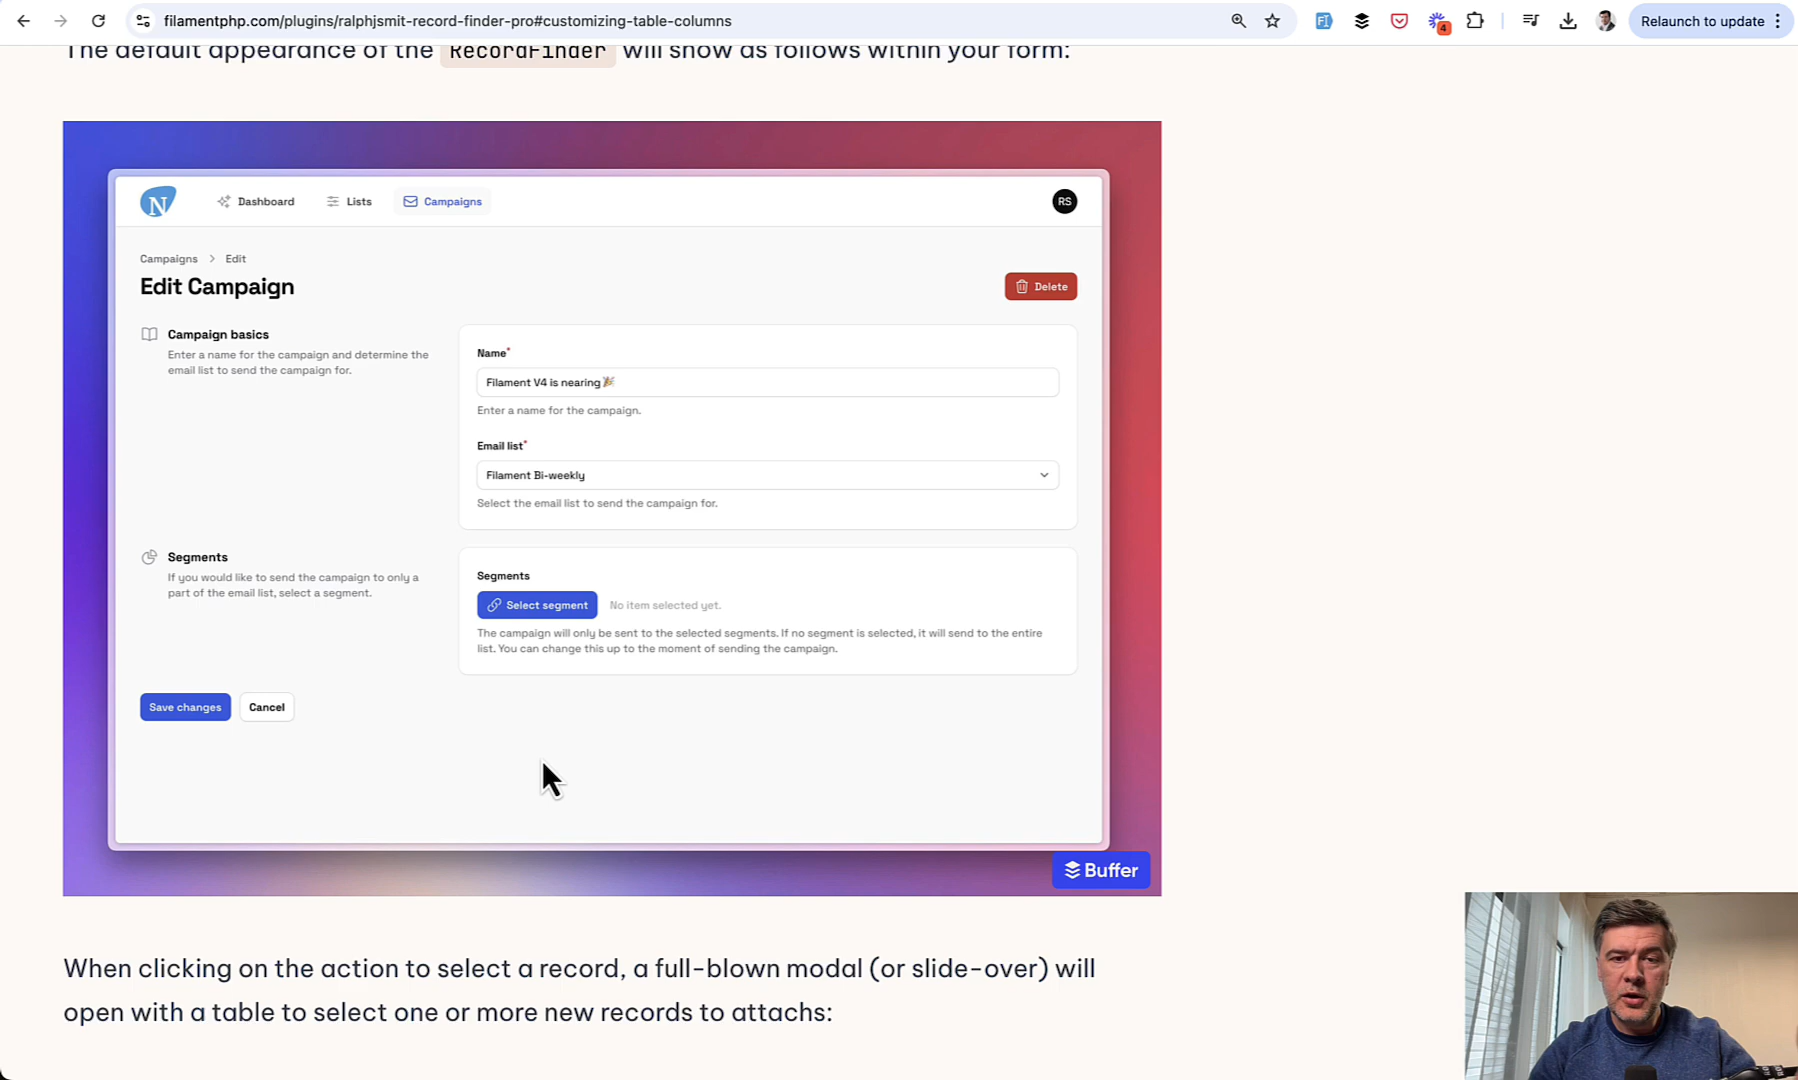 filamentphp.com/plugins/ralphjsmit-record-finder-pro#customizing-table-columns
4
Relaunch to update
The default appearance of the RecordFinder will show as follows within your form:
N
Dashboard
Lists
Campaigns
RS
Campaigns > Edit
Edit Campaign
Delete
Campaign basics
Enter a name for the campaign and determine the
email list to send the campaign for.
Name*
Filament V4 is nearing🎉
Enter a name for the campaign.
Email list*
Filament Bi-weekly
Select the email list to send the campaign for.
Segments
If you would like to send the campaign to only a
part of the email list, select a segment.
Segments
Select segment
No item selected yet.
The campaign will only be sent to the selected segments. If no segment is selected, it will send to the entire
list. You can change this up to the moment of sending the campaign.
Save changes
Cancel
Buffer
When clicking on the action to select a record, a full-blown modal (or slide-over) will
open with a table to select one or more new records to attachs: